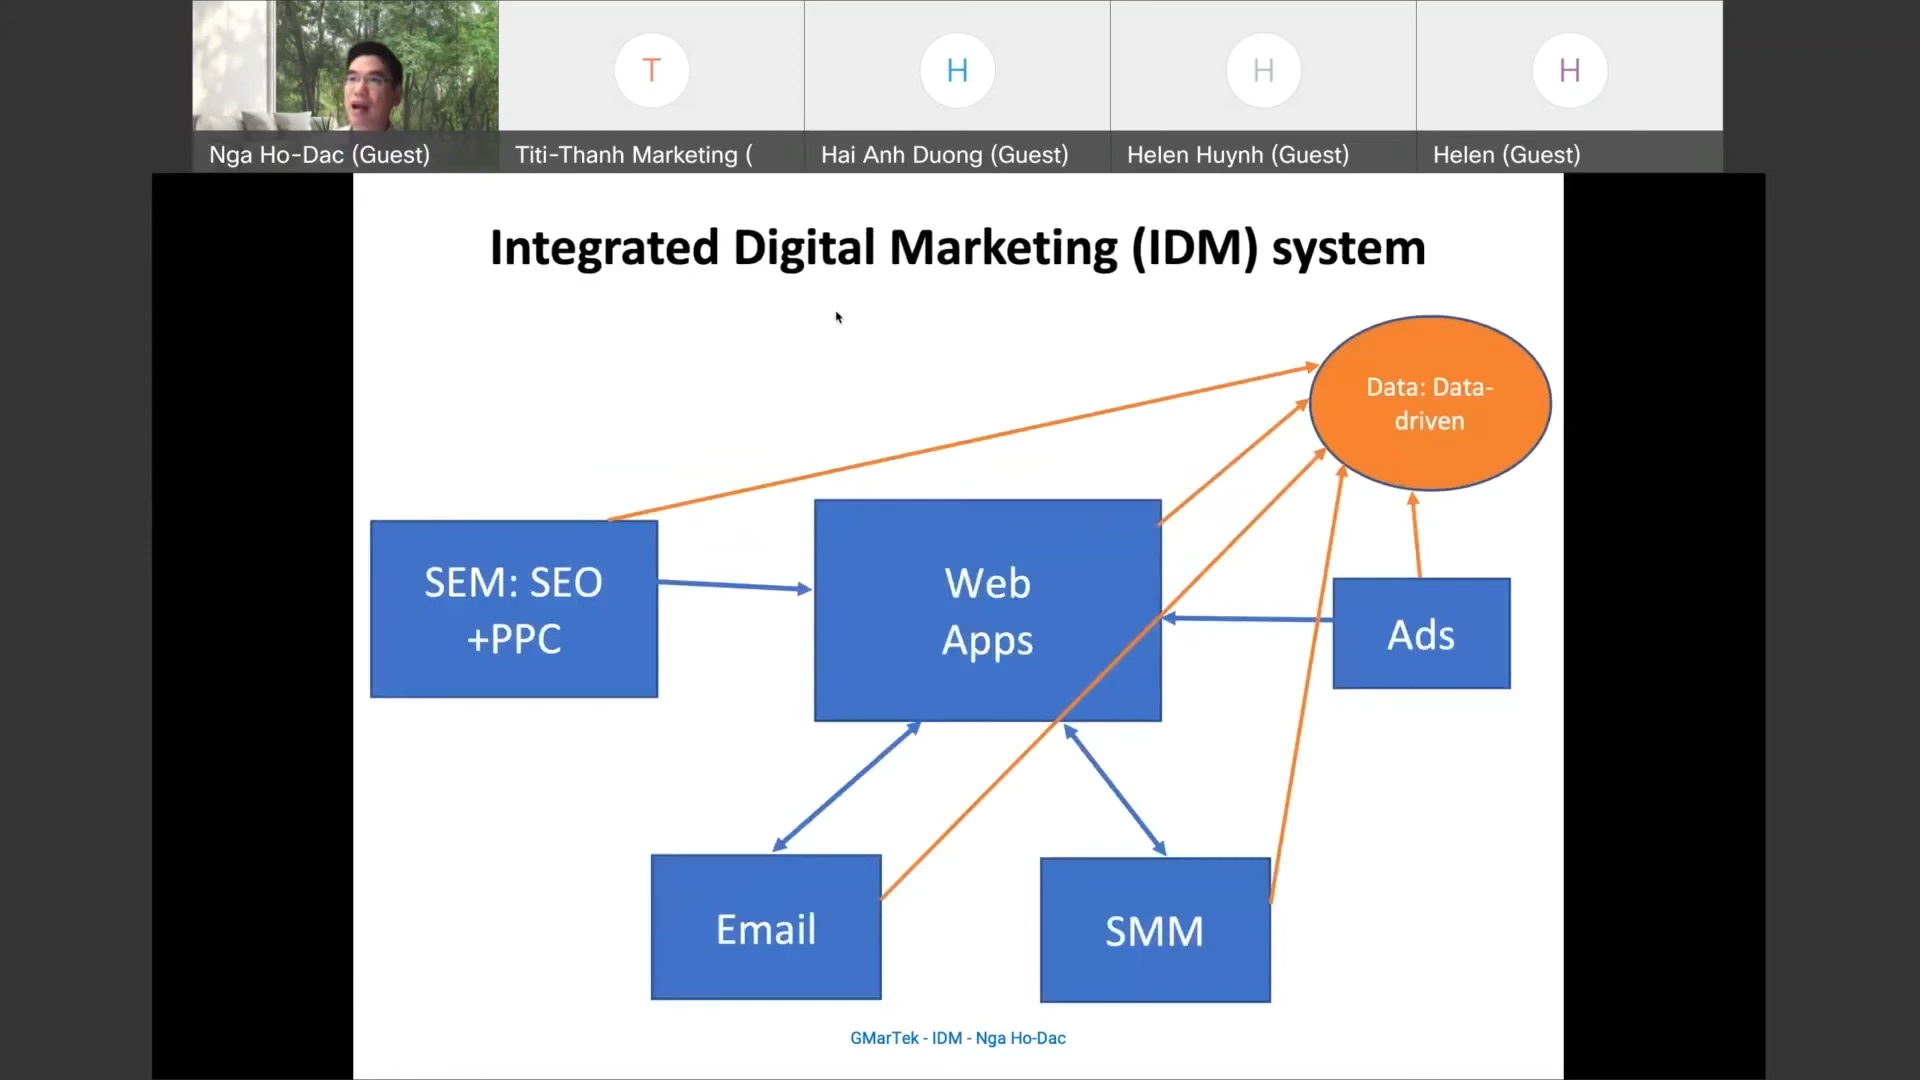 T
H
H
H
Nga Ho-Dac (Guest)
Titi-Thanh Marketing (
Hai Anh Duong (Guest)
Helen Huynh (Guest)
Helen (Guest)
Integrated Digital Marketing (IDM) system
Data: Data-
driven
SEM: SEO
+PPC
Web
Apps
Ads
Email
SMM
GMarTek - IDM - Nga Ho-Dac